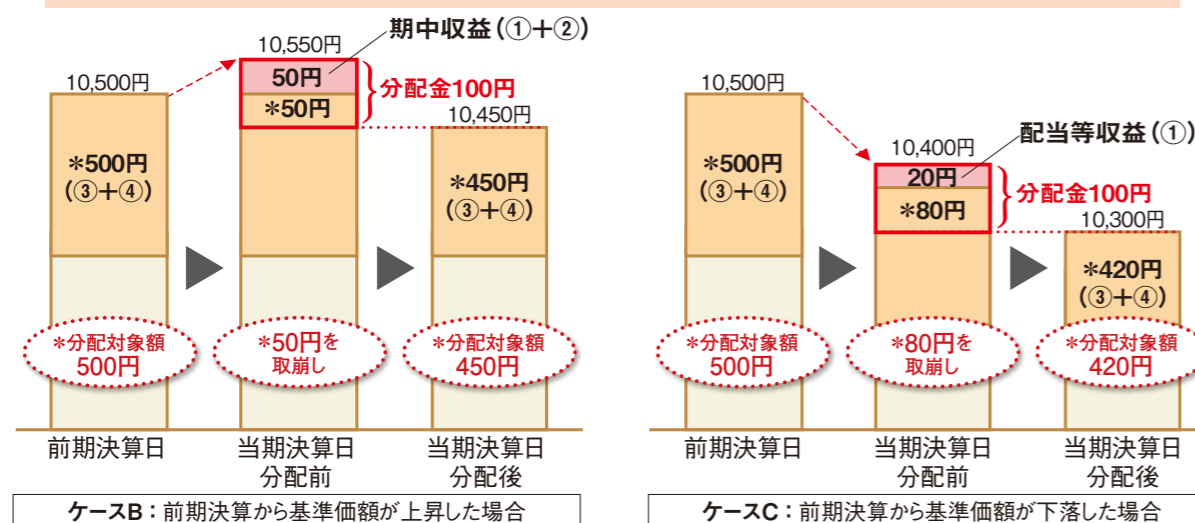 期中収益（①＋②）
10,550円
10,500円
50円
＊50円
分配金100円
10,450円
＊500円
（③＋④）
＊450円
（③＋④）
＊分配対象額
500円
＊50円を
取崩し
＊分配対象額
450円
前期決算日
当期決算日
分配前
当期決算日
分配後
ケースB：前期決算から基準価額が上昇した場合
10,500円
配当等収益（①）
10,400円
20円
＊80円
分配金100円
10,300円
＊500円
（③＋④）
＊420円
（③＋④）
＊分配対象額
500円
＊80円を
取崩し
＊分配対象額
420円
前期決算日
当期決算日
分配前
当期決算日
分配後
ケースC：前期決算から基準価額が下落した場合